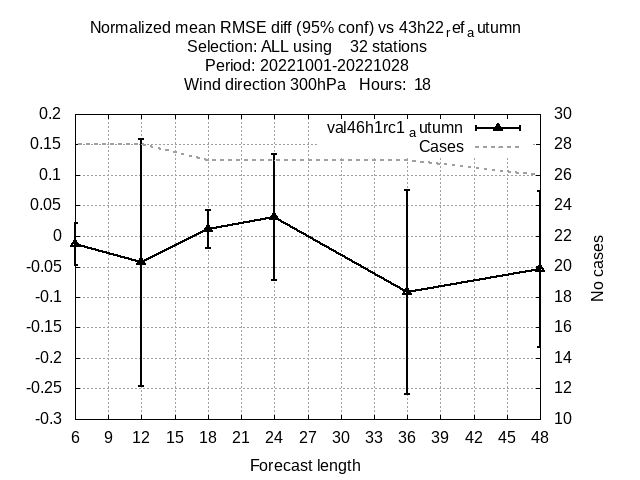 Normalized mean RMSE diff (95% conf) vs 43h22refautumn
Selection: ALL using 32 stations
Period: 20221001-20221028
Wind direction 300hPa Hours: 18
val46h1rc1autumn
Cases
0.2
0.15
0.1
0.05
0
-0.05
-0.1
-0.15
-0.2
-0.25
-0.3
30
28
26
24
22
20
18
16
14
12
10
No cases
6 9 12 15 18 21 24 27 30 33 36 39 42 45 48
Forecast length